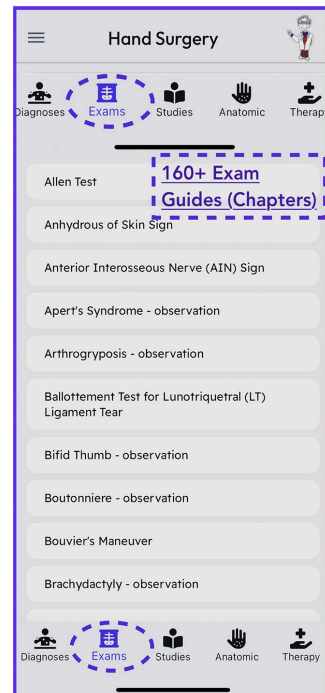 Hand Surgery
Diagnoses
Exams
Studies
Anatomic
Therap
160+ Exam
Guides (Chapters)
Allen Test
Anhydrous of Skin Sign
Anterior Interosseous Nerve (AIN) Sign
Apert's Syndrome - observation
Arthrogryposis - observation
Ballottement Test for Lunotriquetral (LT)
Ligament Tear
Bifid Thumb - observation
Boutonniere - observation
Bouvier's Maneuver
Brachydactyly - observation
Diagnoses
Exams
Studies
Anatomic
Therapy